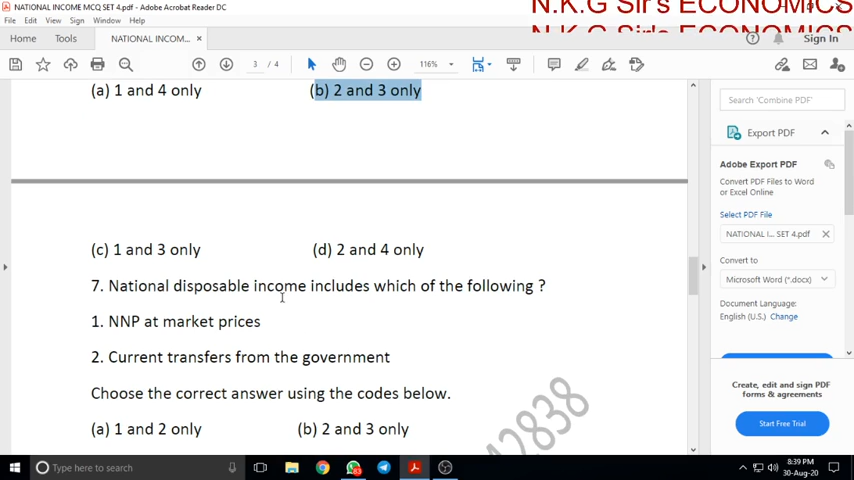 NATIONAL INCOME MCQ SET 4.pdf - Adobe Acrobat Reader DC
N.K.G Sir's ECONOMICS
N.K.G Sir's ECONOMICS
File Edit View Sign Window Help
Home Tools NATIONAL INCOM... × Sign In
3 / 4 116%
(a) 1 and 4 only (b) 2 and 3 only
(c) 1 and 3 only (d) 2 and 4 only
7. National disposable income includes which of the following ?
1. NNP at market prices
2. Current transfers from the government
Choose the correct answer using the codes below.
(a) 1 and 2 only (b) 2 and 3 only
42838
Search 'Combine PDF'
Export PDF
Adobe Export PDF
Convert PDF Files to Word
or Excel Online
Select PDF File
NATIONAL I... SET 4.pdf ×
Convert to
Microsoft Word (*.docx)
Document Language:
English (U.S.) Change
Create, edit and sign PDF
forms & agreements
Start Free Trial
Type here to search
8:39 PM
30-Aug-20